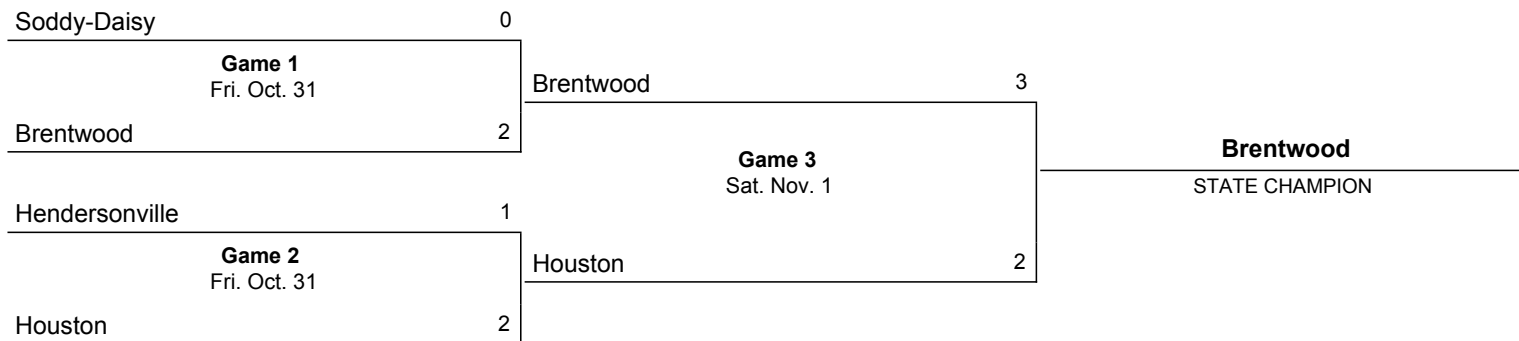 Soddy-Daisy 0
Game 1
Fri. Oct. 31
Brentwood 2
Brentwood 3
Game 3
Sat. Nov. 1
Brentwood
STATE CHAMPION
Hendersonville 1
Game 2
Fri. Oct. 31
Houston 2
Houston 2